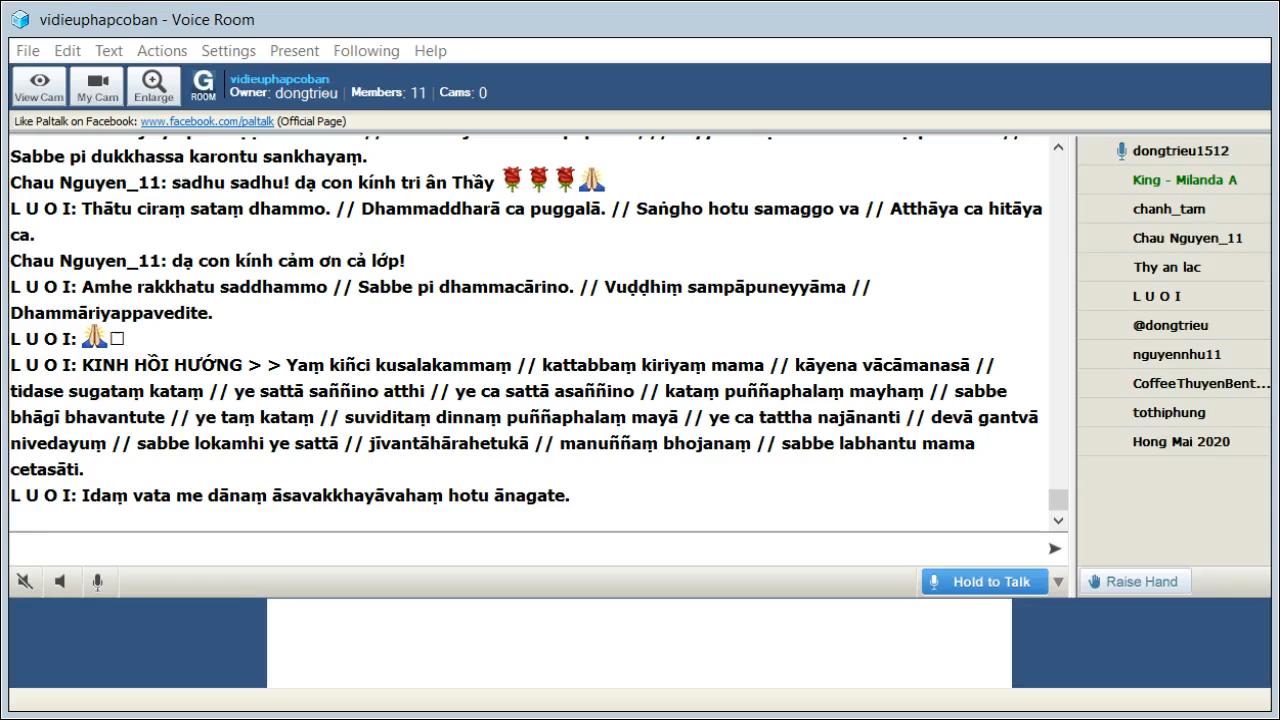 vidieuphapcoban - Voice Room
File Edit Text Actions Settings Present Following Help
View Cam My Cam Enlarge G ROOM vidieuphapcoban
Owner: dongtrieu | Members: 11 | Cams: 0
Like Paltalk on Facebook: www.facebook.com/paltalk (Official Page)
Sabbe pi dukkhassa karontu sankhayaṃ.
Chau Nguyen_11: sadhu sadhu! dạ con kính tri ân Thầy
L U O I: Thātu ciraṃ sataṃ dhammo. // Dhammaddharā ca puggalā. // Saṅgho hotu samaggo va // Atthāya ca hitāya
ca.
Chau Nguyen_11: dạ con kính cảm ơn cả lớp!
L U O I: Amhe rakkhatu saddhammo // Sabbe pi dhammacārino. // Vuḍḍhiṃ sampāpuneyyāma //
Dhammāriyappavedite.
L U O I:
L U O I: KINH HỒI HƯỚNG > > Yaṃ kiñci kusalakammaṃ // kattabbaṃ kiriyaṃ mama // kāyena vācāmanasā //
tidase sugataṃ kataṃ // ye sattā saññino atthi // ye ca sattā asaññino // kataṃ puññaphalaṃ mayhaṃ // sabbe
bhāgī bhavantute // ye taṃ kataṃ // suviditaṃ dinnaṃ puññaphalaṃ mayā // ye ca tattha najānanti // devā gantvā
nivedayuṃ // sabbe lokamhi ye sattā // jīvantāhārahetukā // manuññaṃ bhojanaṃ // sabbe labhantu mama
cetasāti.
L U O I: Idaṃ vata me dānaṃ āsavakkhayāvahaṃ hotu ānagate.
Hold to Talk
dongtrieu1512
King - Milanda A
chanh_tam
Chau Nguyen_11
Thy an lac
L U O I
@dongtrieu
nguyennhu11
CoffeeThuyenBent...
tothiphung
Hong Mai 2020
Raise Hand